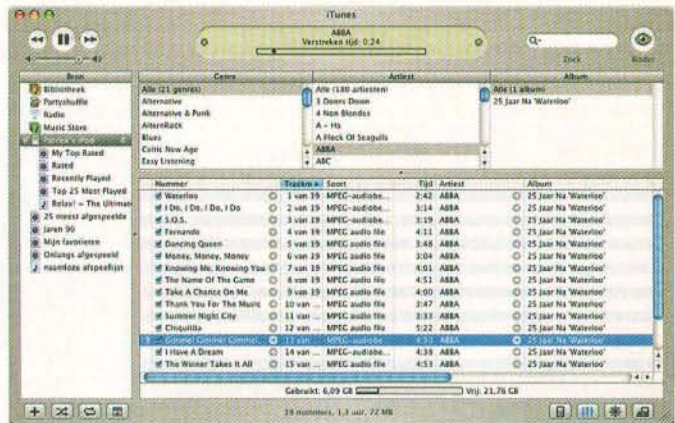 iTunes
ABBA
Verstreken tijd: 0:24
Zoek
Blader
Bron
Bibliotheek
Partyshuffle
Radio
Music Store
Patrick's iPod
My Top Rated
Rated
Recently Played
Top 25 Most Played
Relax! - The Ultiman
25 meest afgespeelde
Jaren 90
Mijn favorieten
Onlangs afgespeeld
naamloze afspeellijst
Genre
Alle (21 genres)
Alternative
Alternative & Punk
AlternRock
Blues
Celtic New Age
Easy Listening
Artiest
Alle (180 artiesten)
3 Doors Down
4 Non Blondes
A - Ha
A Flock Of Seagulls
ABBA
ABC
Album
Alle (1 album)
25 Jaar Na 'Waterloo'
Nummer Tracknr Soort Tijd Artiest Album
Waterloo 1 van 19 MPEG-audiobe... 2:42 ABBA 25 Jaar Na 'Waterloo'
I Do, I Do, I Do, I Do 2 van 19 MPEG-audiobe... 3:14 ABBA 25 Jaar Na 'Waterloo'
S.O.S. 3 van 19 MPEG-audiobe... 3:19 ABBA 25 Jaar Na 'Waterloo'
Fernando 4 van 19 MPEG audio file 4:11 ABBA 25 Jaar Na 'Waterloo'
Dancing Queen 5 van 19 MPEG audio file 3:48 ABBA 25 Jaar Na 'Waterloo'
Money, Money, Money 6 van 19 MPEG audio file 3:04 ABBA 25 Jaar Na 'Waterloo'
Knowing Me, Knowing You 7 van 19 MPEG audio file 4:01 ABBA 25 Jaar Na 'Waterloo'
The Name Of The Game 8 van 19 MPEG audio file 4:51 ABBA 25 Jaar Na 'Waterloo'
Take A Chance On Me 9 van 19 MPEG audio file 4:00 ABBA 25 Jaar Na 'Waterloo'
Thank You For The Music 10 van ... MPEG audio file 3:47 ABBA 25 Jaar Na 'Waterloo'
Summer Night City 11 van ... MPEG audio file 3:33 ABBA 25 Jaar Na 'Waterloo'
Chiquitita 12 van ... MPEG audio file 5:22 ABBA 25 Jaar Na 'Waterloo'
Gimme! Gimme! Gimme!... 13 van ... MPEG-audiobe... 4:50 ABBA 25 Jaar Na 'Waterloo'
I Have A Dream 14 van ... MPEG-audiobe... 4:38 ABBA 25 Jaar Na 'Waterloo'
The Winner Takes It All 15 van ... MPEG audio file 4:53 ABBA 25 Jaar Na 'Waterloo'
Gebruikt: 6,09 GB Vrij: 21,76 GB
19 nummers, 1,3 uur, 72 MB